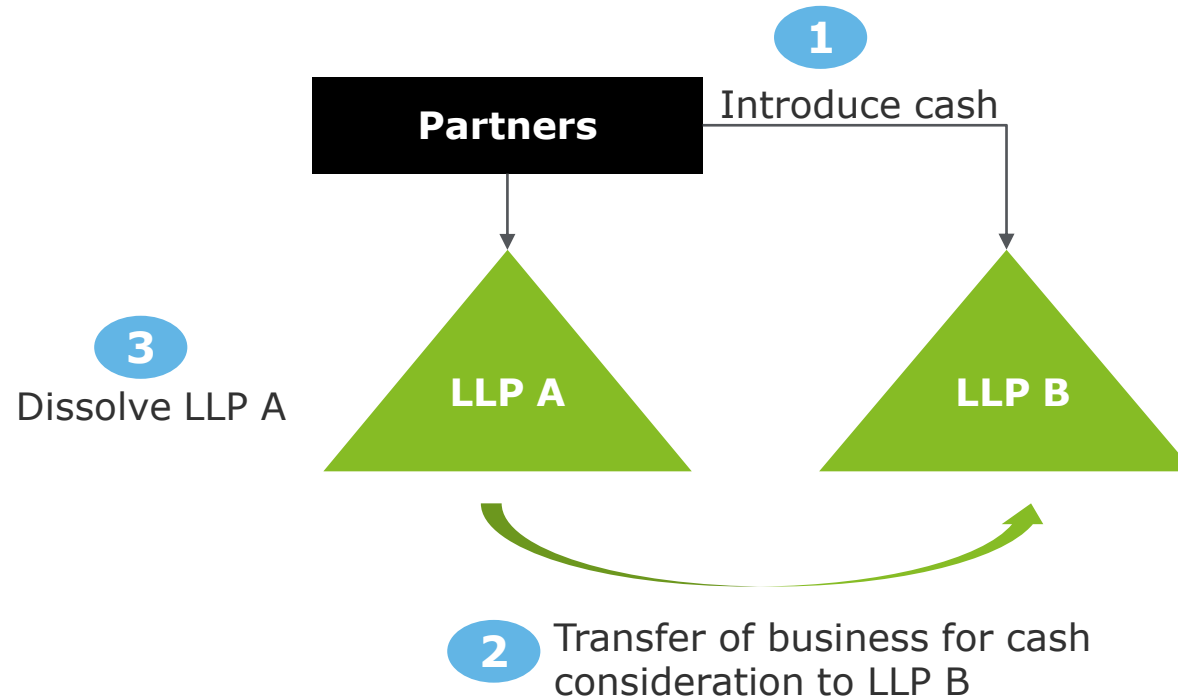 1
Introduce cash
Partners
3
Dissolve LLP A
LLP A
LLP B
2
Transfer of business for cash
consideration to LLP B